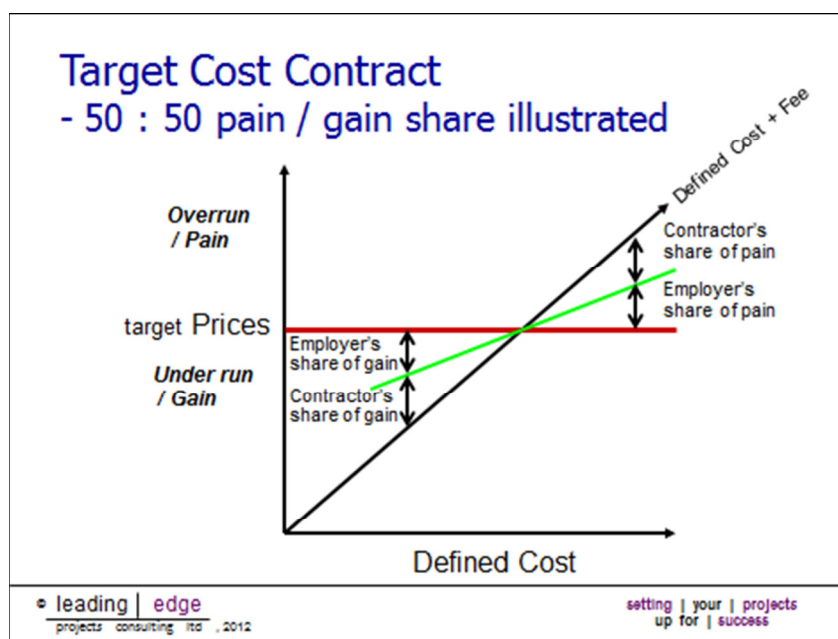 Target Cost Contract
- 50 : 50 pain / gain share illustrated
Defined Cost + Fee
Overrun
/ Pain
Contractor's
share of pain
Employer's
share of pain
target Prices
Employer's
share of gain
Under run
/ Gain
Contractor's
share of gain
Defined Cost
© leading | edge
projects consulting ltd , 2012
setting | your | projects
up for | success